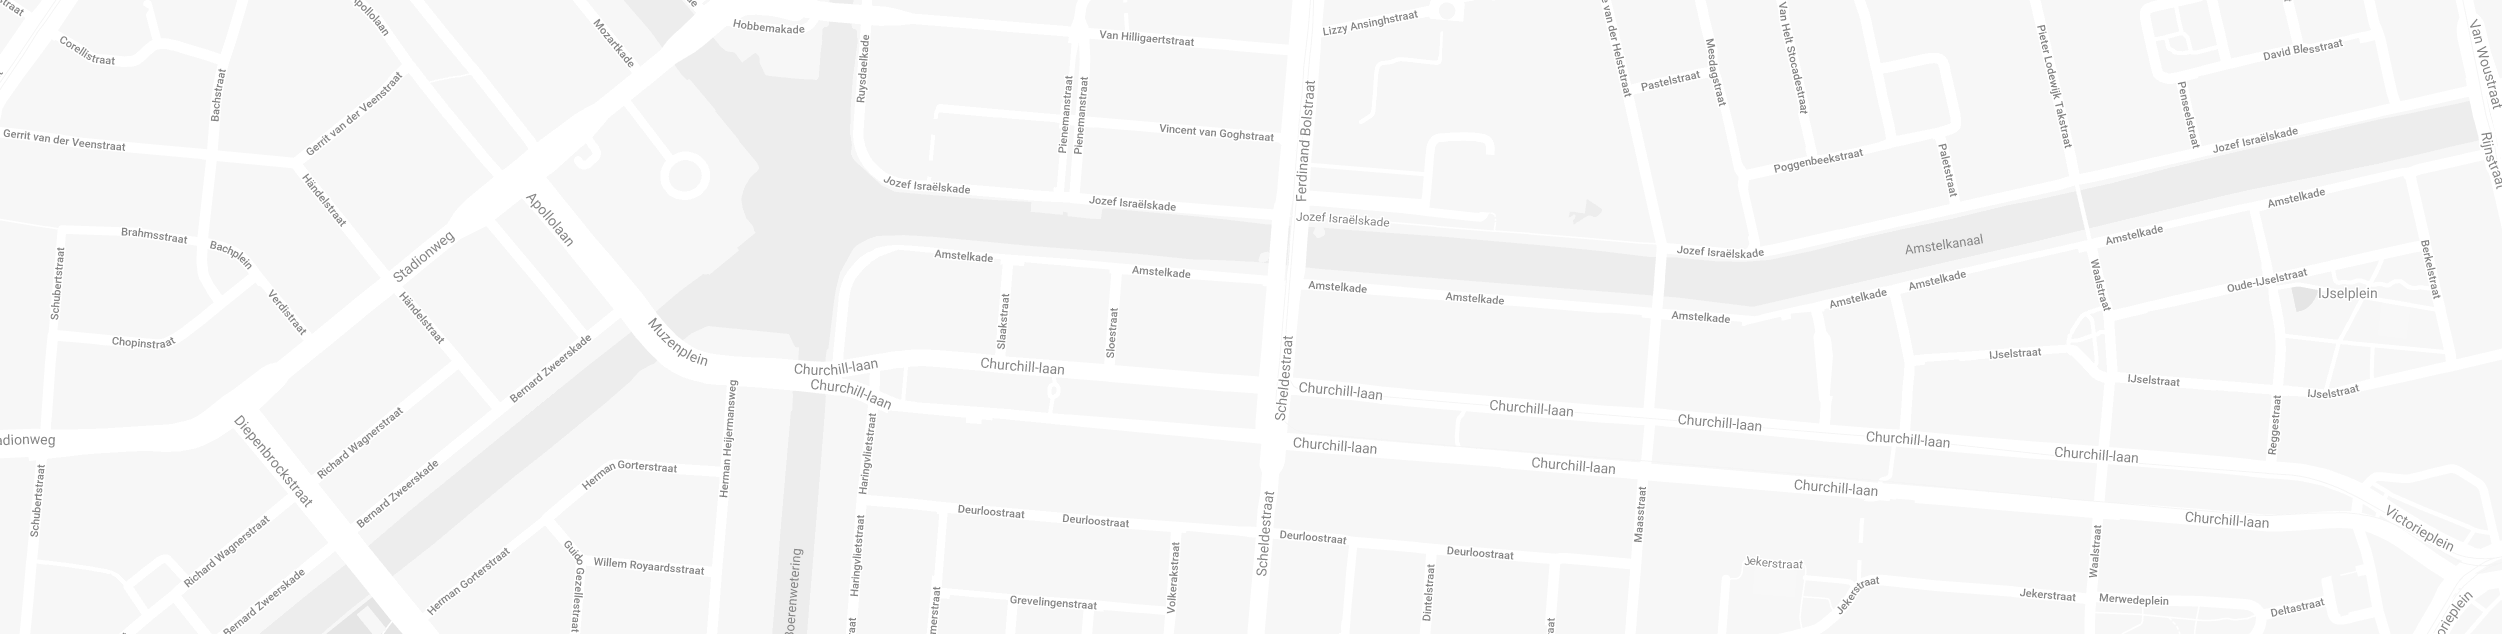 Apollolaan
Mozartkade
Hobbemakade
Van Hilligaertstraat
Lizzy Ansinghstraat
van der Helststraat
Mesdagstraat
Van Helt Stocadestraat
Pieter Lodewijk Takstraat
David Blesstraat
Van Woustraat
Corellistraat
Bachstraat
Gerrit van der Veenstraat
Gerrit van der Veenstraat
Ruysdaelkade
Pienemanstraat
Pienemanstraat
Ferdinand Bolstraat
Pastelstraat
Penseelstraat
Vincent van Goghstraat
Poggenbeekstraat
Paletstraat
Jozef Israëlskade
Rijnstraat
Händelstraat
Apollolaan
Jozef Israëlskade
Jozef Israëlskade
Jozef Israëlskade
Jozef Israëlskade
Amstelkanaal
Amstelkade
Amstelkade
Brahmsstraat
Bachplein
Stadionweg
Schubertstraat
Verdistraat
Händelstraat
Chopinstraat
Amstelkade
Amstelkade
Amstelkade
Amstelkade
Amstelkade
Amstelkade
Amstelkade
Waalstraat
Oude-IJselstraat
Berkelstraat
IJselplein
Slaakstraat
Sloestraat
Scheldestraat
Muzenplein
Bernard Zweerskade
Churchill-laan
Churchill-laan
Churchill-laan
Churchill-laan
Churchill-laan
Churchill-laan
Churchill-laan
Churchill-laan
IJselstraat
IJselstraat
IJselstraat
Reggestraat
adionweg
Diepenbrockstraat
Richard Wagnerstraat
Bernard Zweerskade
Herman Heijermansweg
Haringvlietstraat
Churchill-laan
Churchill-laan
Churchill-laan
Churchill-laan
Victorieplein
Schubertstraat
Herman Gorterstraat
Deurloostraat
Deurloostraat
Scheldestraat
Deurloostraat
Deurloostraat
Maasstraat
Richard Wagnerstraat
Bernard Zweerskade
Herman Gorterstraat
Guido Gezellestraat
Willem Royaardsstraat
Boerenwetering
Haringvlietstraat
Volkerakstraat
Grevelingenstraat
Dintelstraat
Jekerstraat
Jekerstraat
Jekerstraat
Waalstraat
Merwedeplein
Deltastraat